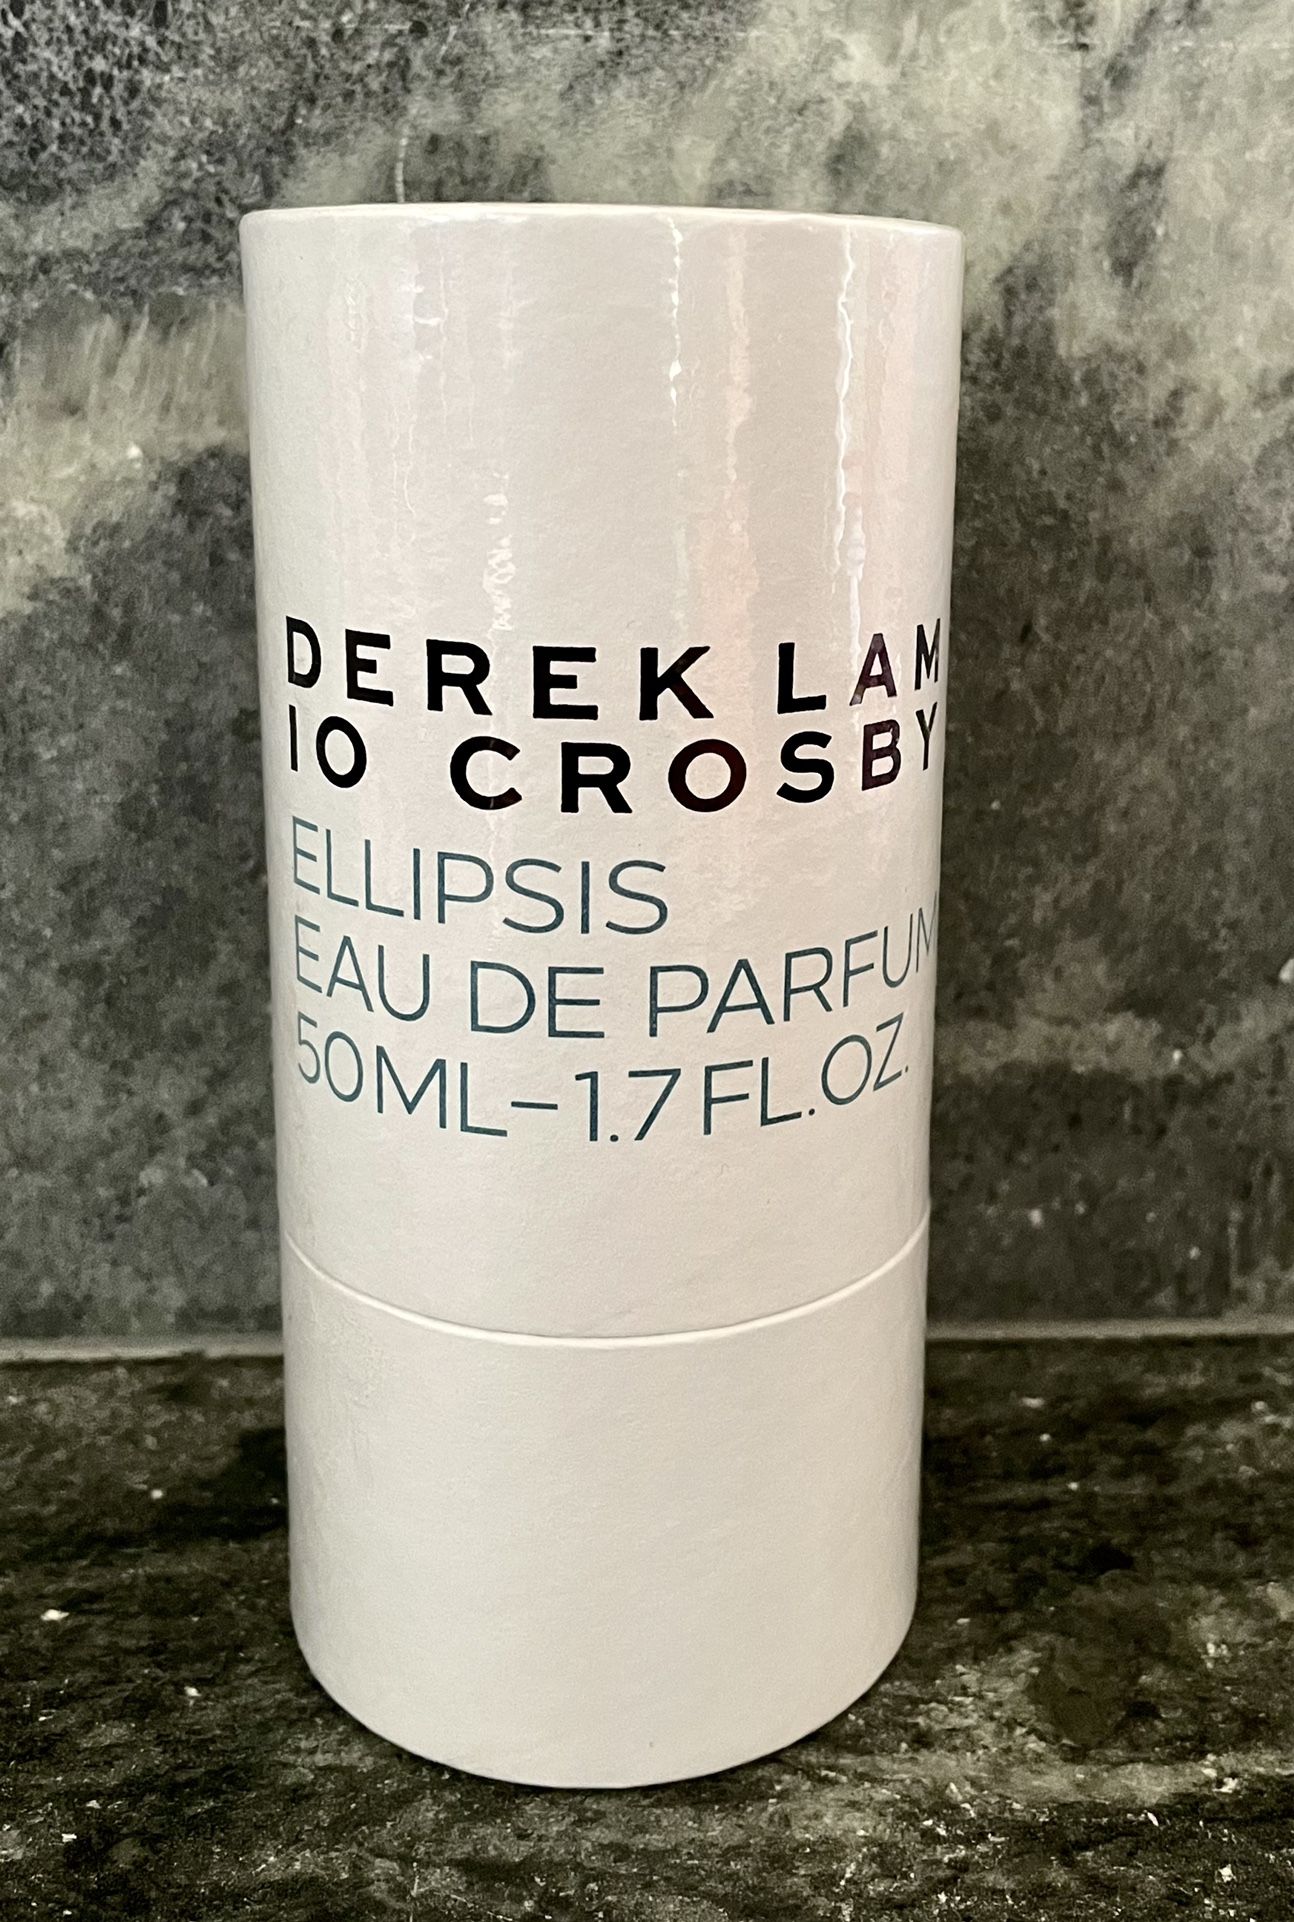 DEREK LAM
10 CROSBY
ELLIPSIS
EAU DE PARFUM
50ML–1.7 FL.OZ.